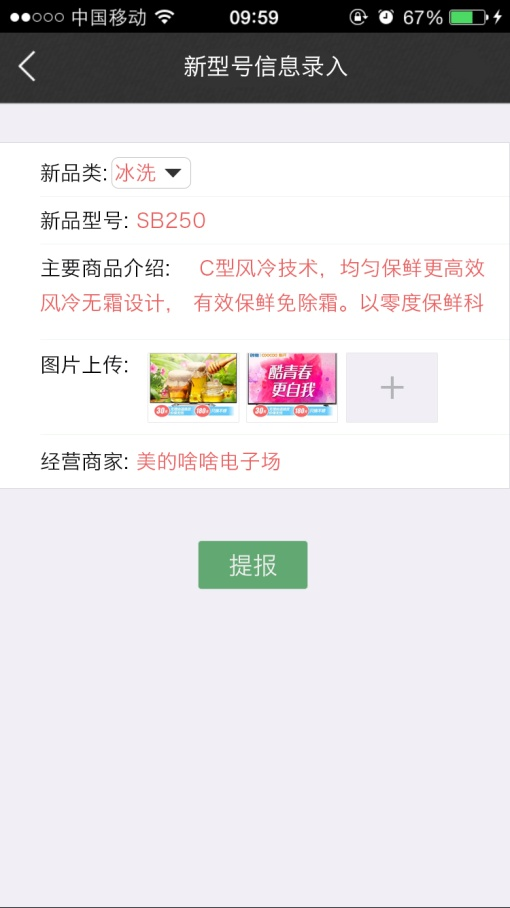 中国移动 09:59 67%
新型号信息录入
新品类: 冰洗
新品型号: SB250
主要商品介绍: C型风冷技术，均匀保鲜更高效
风冷无霜设计， 有效保鲜免除霜。以零度保鲜科
图片上传:
酷青春
更自我
30+ 180+ 30+ 180+
经营商家: 美的啥啥电子场
提报